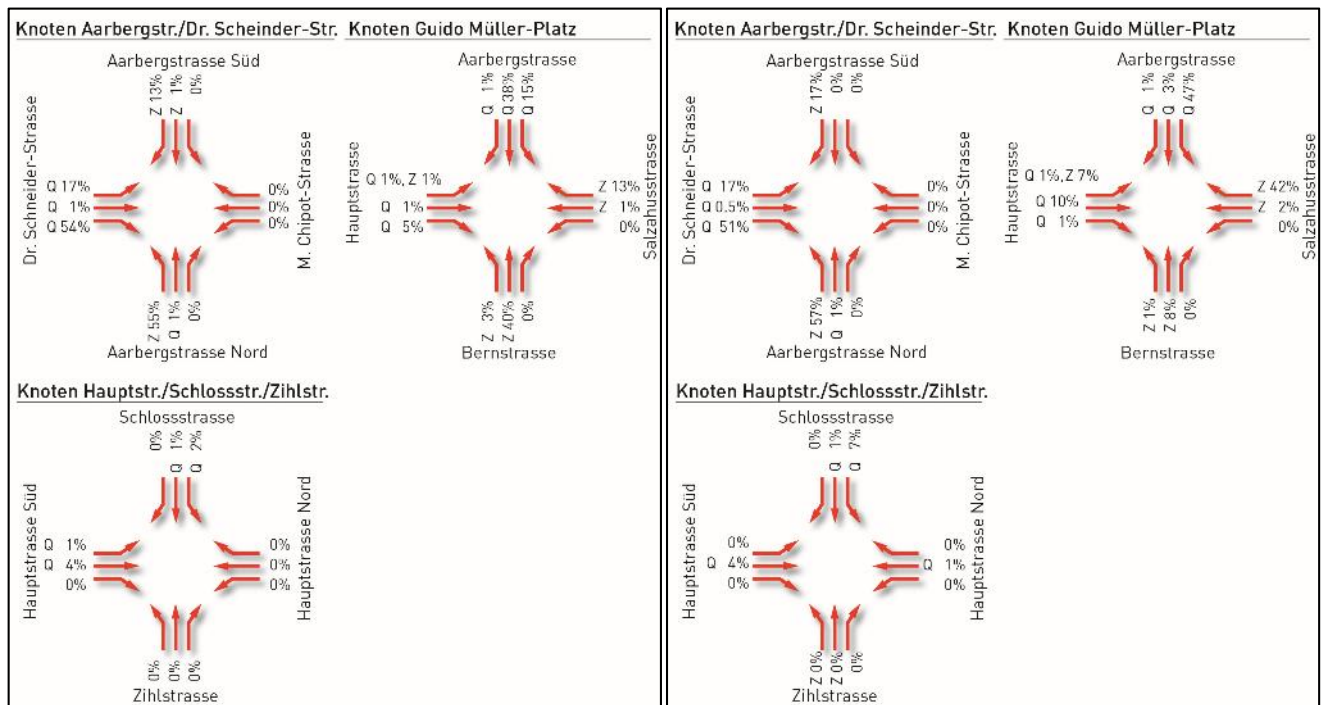 Knoten Aarbergstr./Dr. Scheinder-Str.
Aarbergstrasse Süd
Z 13%
Z 1%
0%
Dr. Schneider-Strasse
Q 17%
Q 1%
Q 54%
0%
0%
0%
M. Chipot-Strasse
Z 55%
Q 1%
0%
Aarbergstrasse Nord
Knoten Guido Müller-Platz
Aarbergstrasse
Q 1%
Q 38%
Q 15%
Hauptstrasse
Q 1%, Z 1%
Q 1%
Q 5%
Z 13%
Z 1%
0%
Salzahusstrasse
Z 3%
Z 40%
0%
Bernstrasse
Knoten Hauptstr./Schlossstr./Zihlstr.
Schlossstrasse
0%
Q 1%
Q 2%
Hauptstrasse Süd
Q 1%
Q 4%
0%
0%
0%
0%
Hauptstrasse Nord
0%
0%
0%
Zihlstrasse
Knoten Aarbergstr./Dr. Scheinder-Str.
Aarbergstrasse Süd
Z 17%
0%
0%
Dr. Schneider-Strasse
Q 17%
Q 0.5%
Q 51%
0%
0%
0%
M. Chipot-Strasse
Z 57%
Q 1%
0%
Aarbergstrasse Nord
Knoten Guido Müller-Platz
Aarbergstrasse
Q 1%
Q 3%
Q 47%
Hauptstrasse
Q 1%, Z 7%
Q 10%
Q 1%
Z 42%
Z 2%
0%
Salzahusstrasse
Z 1%
Z 8%
0%
Bernstrasse
Knoten Hauptstr./Schlossstr./Zihlstr.
Schlossstrasse
0%
Q 1%
Q 7%
Hauptstrasse Süd
0%
Q 4%
0%
0%
Q 1%
0%
Hauptstrasse Nord
Z 0%
Z 0%
0%
Zihlstrasse